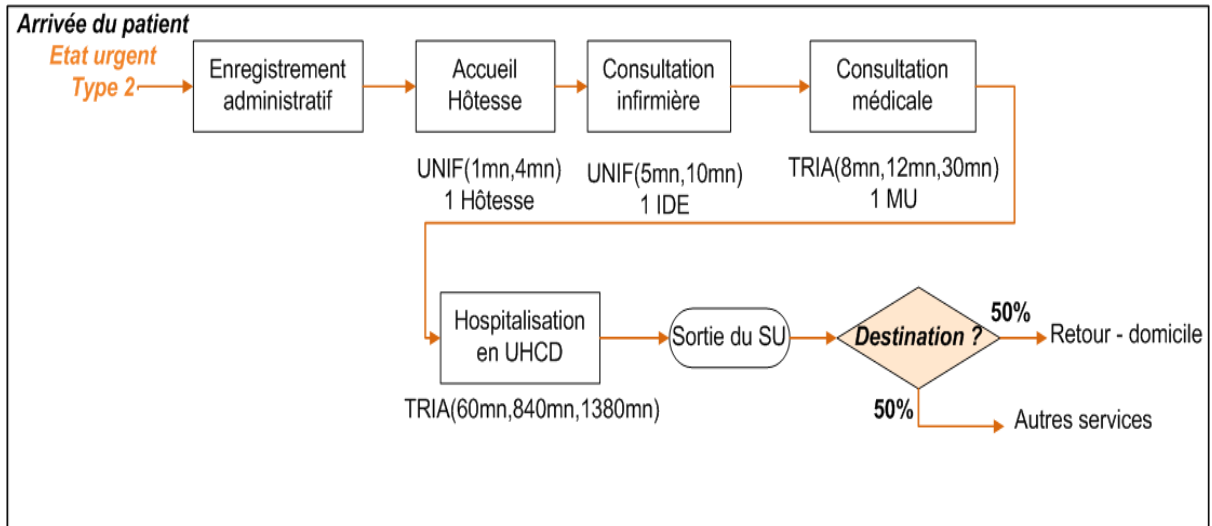 Arrivée du patient
Etat urgent
Type 2
Enregistrement
administratif
Accueil
Hôtesse
Consultation
infirmière
Consultation
médicale
UNIF(1mn,4mn)
1 Hôtesse
UNIF(5mn,10mn)
1 IDE
TRIA(8mn,12mn,30mn)
1 MU
Hospitalisation
en UHCD
Sortie du SU
Destination ?
50%
Retour - domicile
TRIA(60mn,840mn,1380mn)
50%
Autres services